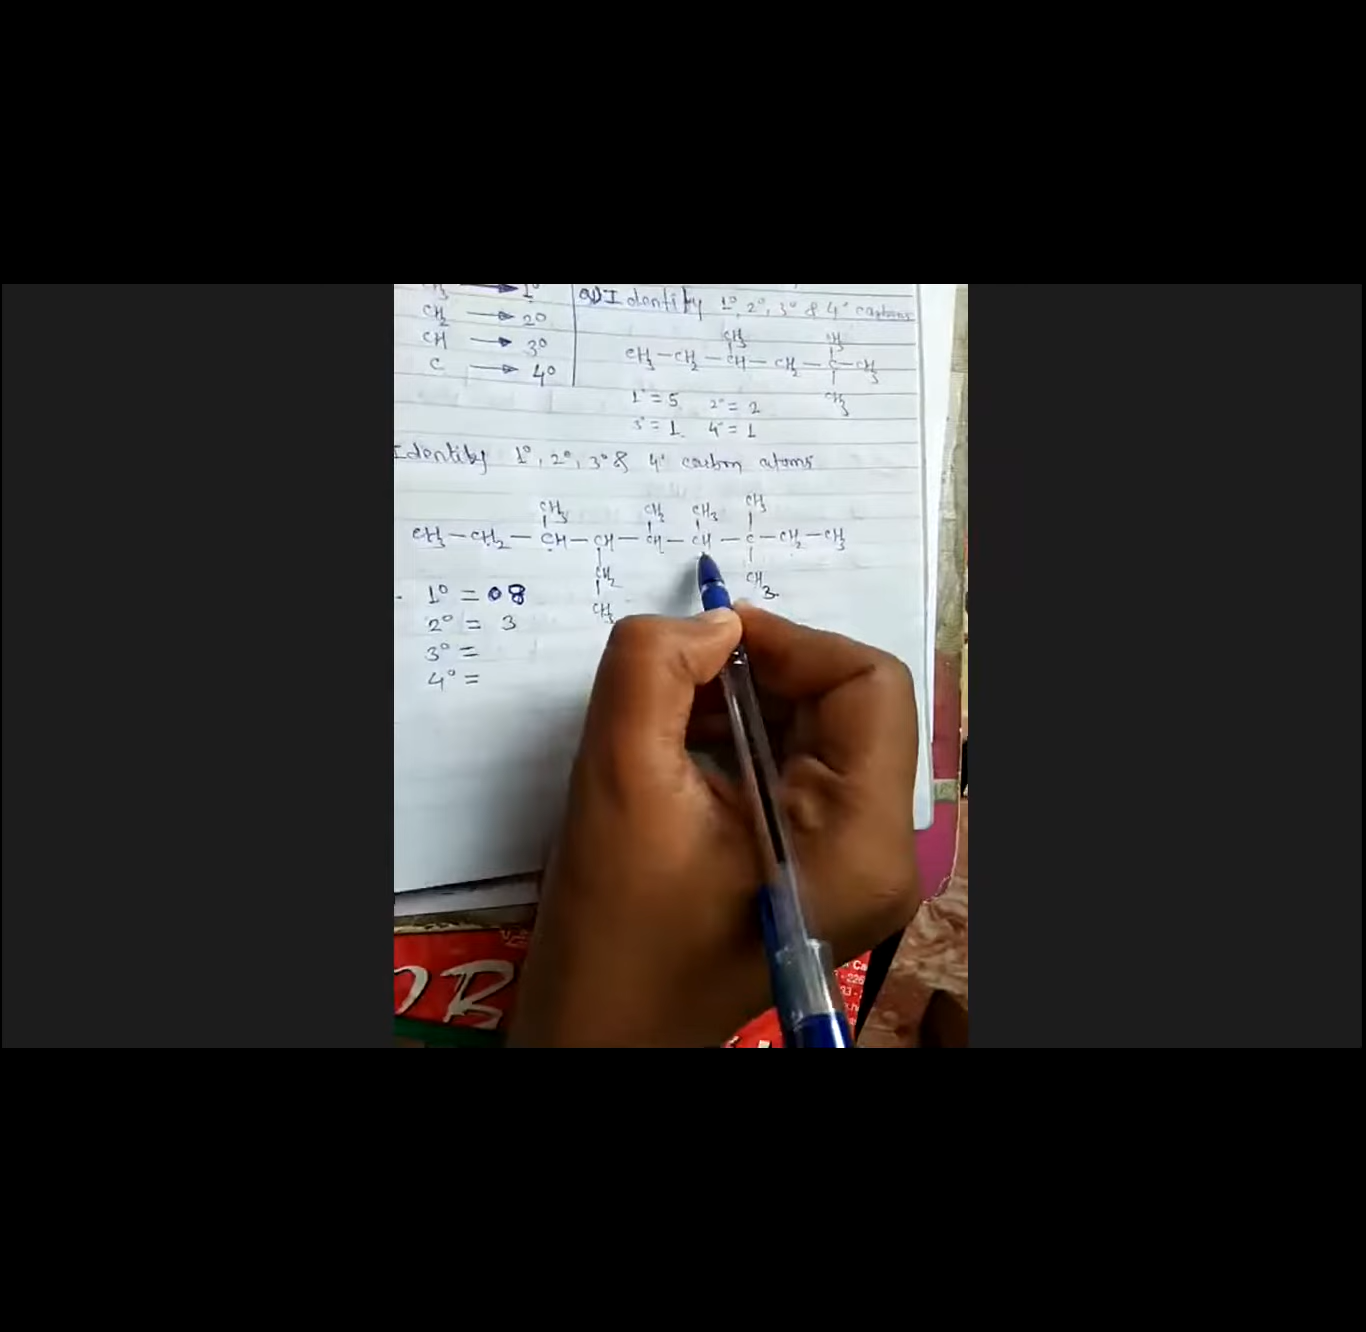 CH3 → 1°
CH2 → 2°
CH → 3°
C → 4°
Q) Identify 1°, 2°, 3° & 4° carbons
CH3 CH3
CH3 — CH2 — CH — CH2 — C — CH3
CH3
1° = 5 2° = 2
3° = 1 4° = 1
Identify 1°, 2°, 3° & 4° carbon atoms
CH3 CH3 CH3 CH3
CH3 — CH2 — CH — CH — CH — CH — C — CH2 — CH3
CH2 CH3
CH3
1° = 08
2° = 3
3° =
4° =
OR